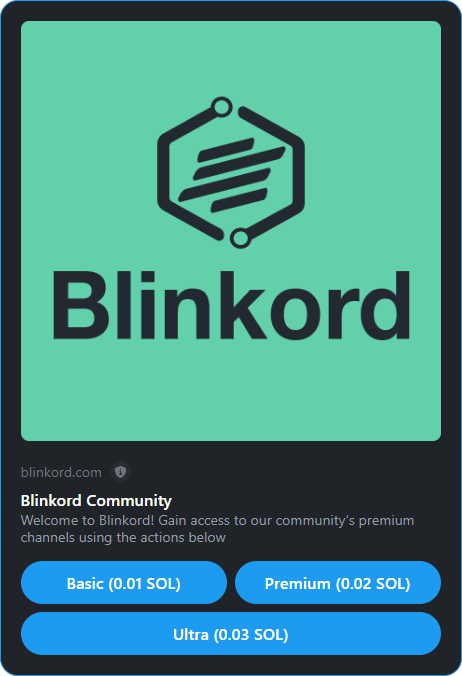 Blinkord
blinkord.com
Blinkord Community
Welcome to Blinkord! Gain access to our community's premium
channels using the actions below
Basic (0.01 SOL)
Premium (0.02 SOL)
Ultra (0.03 SOL)